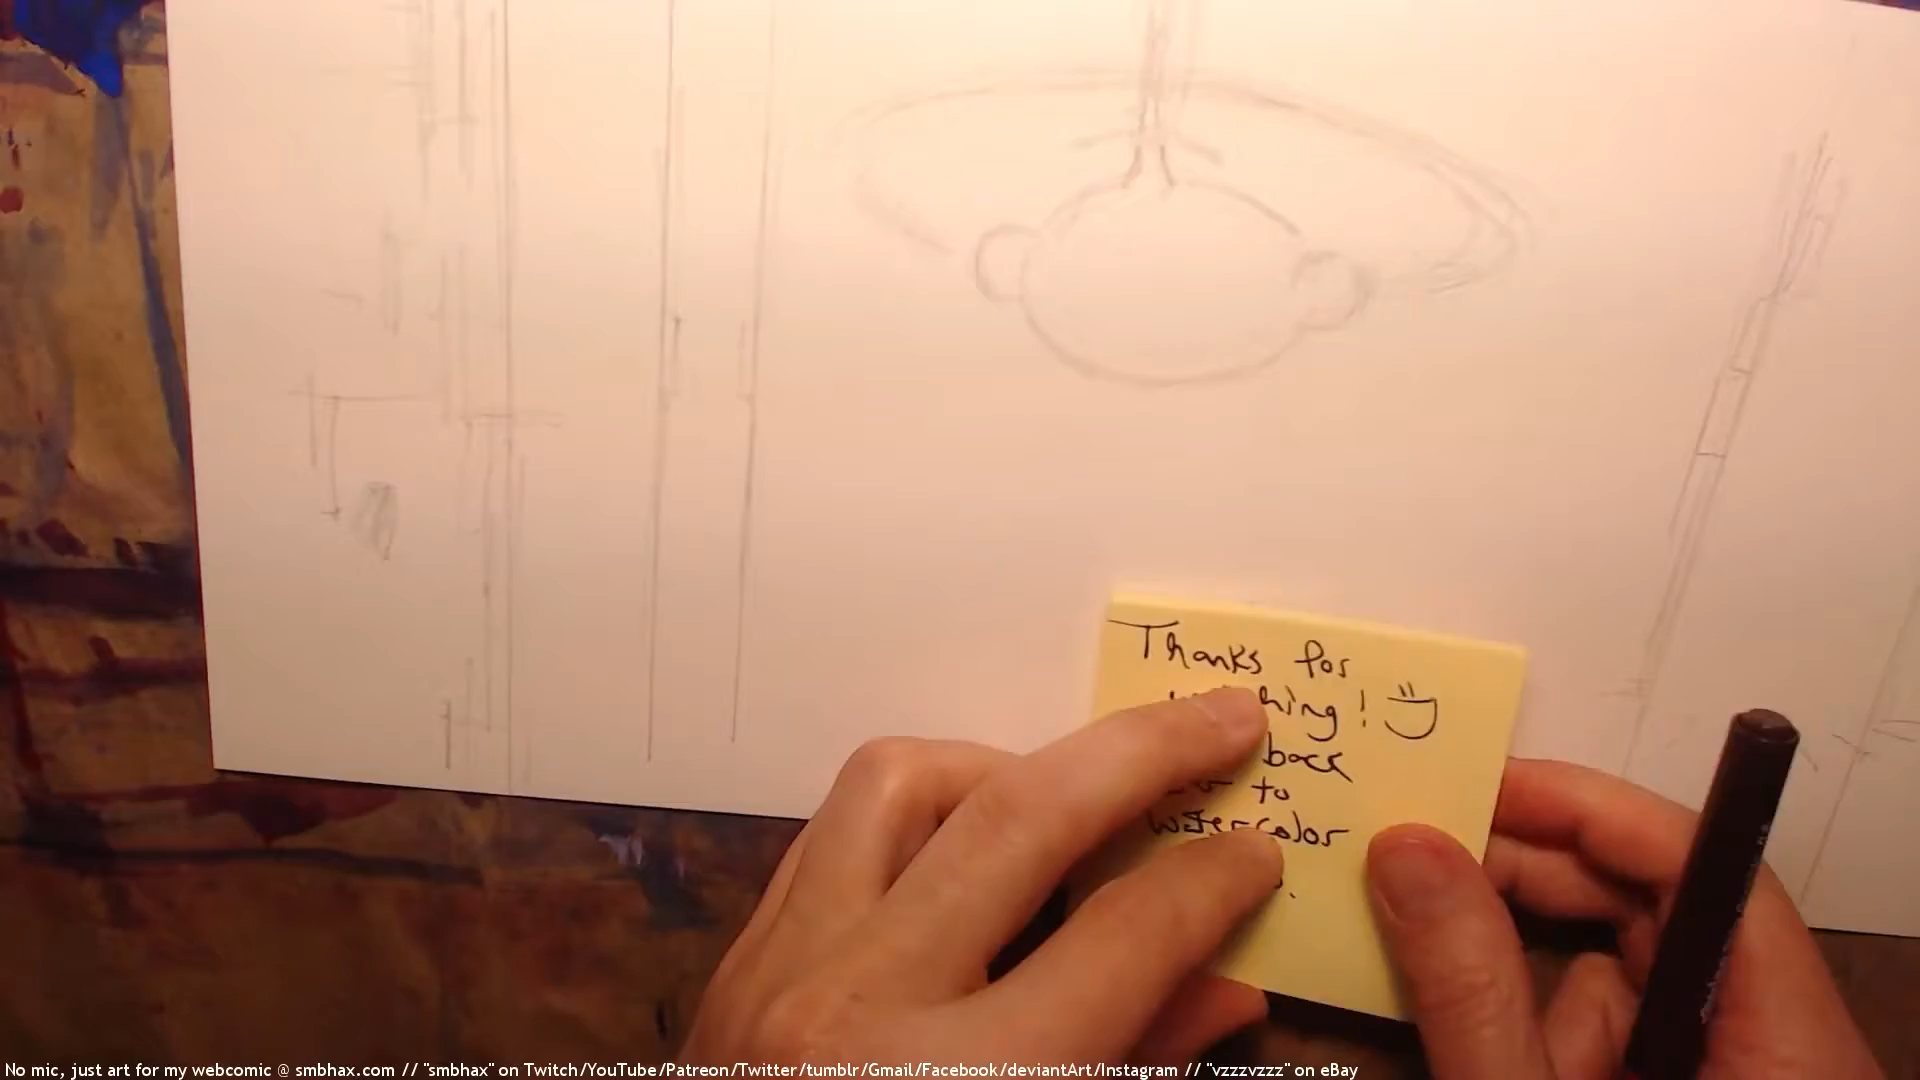 Thanks for
hing!
back
to
watercolor
No mic, just art for my webcomic @ smbhax.com // "smbhax" on Twitch/YouTube/Patreon/Twitter/tumblr/Gmail/Facebook/deviantArt/Instagram // "vzzzvzzz" on eBay